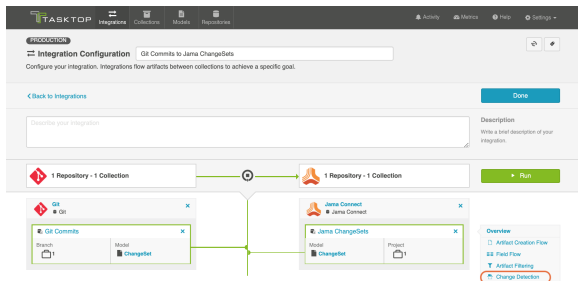 TASKTOP
Integrations
Collections
Models
Repositories
Activity
Metrics
Help
Settings
PRODUCTION
Integration Configuration
Git Commits to Jama ChangeSets
Configure your integration. Integrations flow artifacts between collections to achieve a specific goal.
Back to Integrations
Done
Describe your integration
Description
Write a brief description of your
integration.
1 Repository - 1 Collection
1 Repository - 1 Collection
Run
Git
Git
Jama Connect
Jama Connect
Git Commits
Jama ChangeSets
Branch
1
Model
ChangeSet
Model
ChangeSet
Project
1
Overview
Artifact Creation Flow
Field Flow
Artifact Filtering
Change Detection